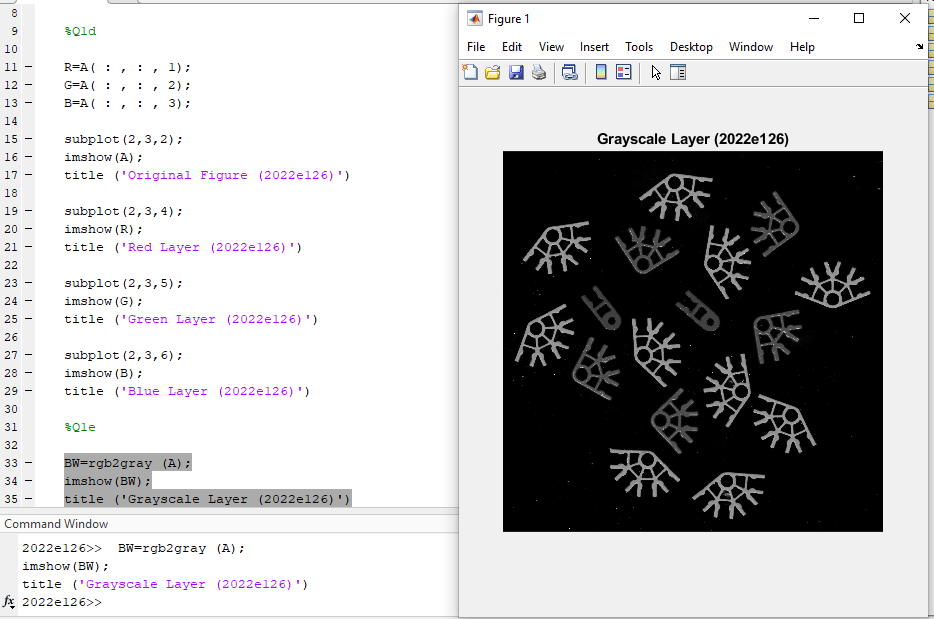 8
9 %Q1d
10
11 – R=A( : , : , 1);
12 – G=A( : , : , 2);
13 – B=A( : , : , 3);
14
15 – subplot(2,3,2);
16 – imshow(A);
17 – title ('Original Figure (2022e126)')
18
19 – subplot(2,3,4);
20 – imshow(R);
21 – title ('Red Layer (2022e126)')
22
23 – subplot(2,3,5);
24 – imshow(G);
25 – title ('Green Layer (2022e126)')
26
27 – subplot(2,3,6);
28 – imshow(B);
29 – title ('Blue Layer (2022e126)')
30
31 %Q1e
32
33 – BW=rgb2gray (A);
34 – imshow(BW);
35 – title ('Grayscale Layer (2022e126)')
Command Window
2022e126>> BW=rgb2gray (A);
imshow(BW);
title ('Grayscale Layer (2022e126)')
fx 2022e126>>
Figure 1
File Edit View Insert Tools Desktop Window Help
Grayscale Layer (2022e126)